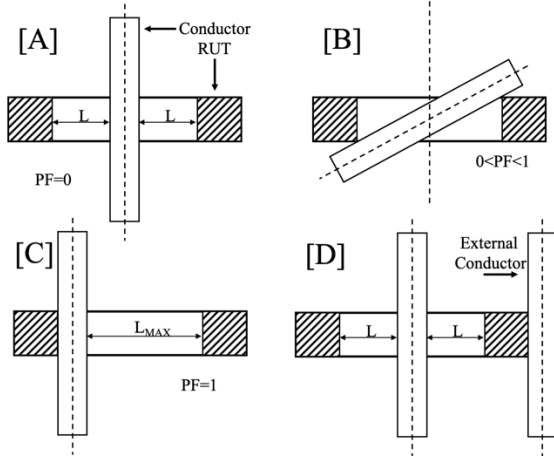 [A]
Conductor
RUT
L
L
PF=0
[B]
0<PF<1
[C]
LMAX
PF=1
[D]
External
Conductor
L
L